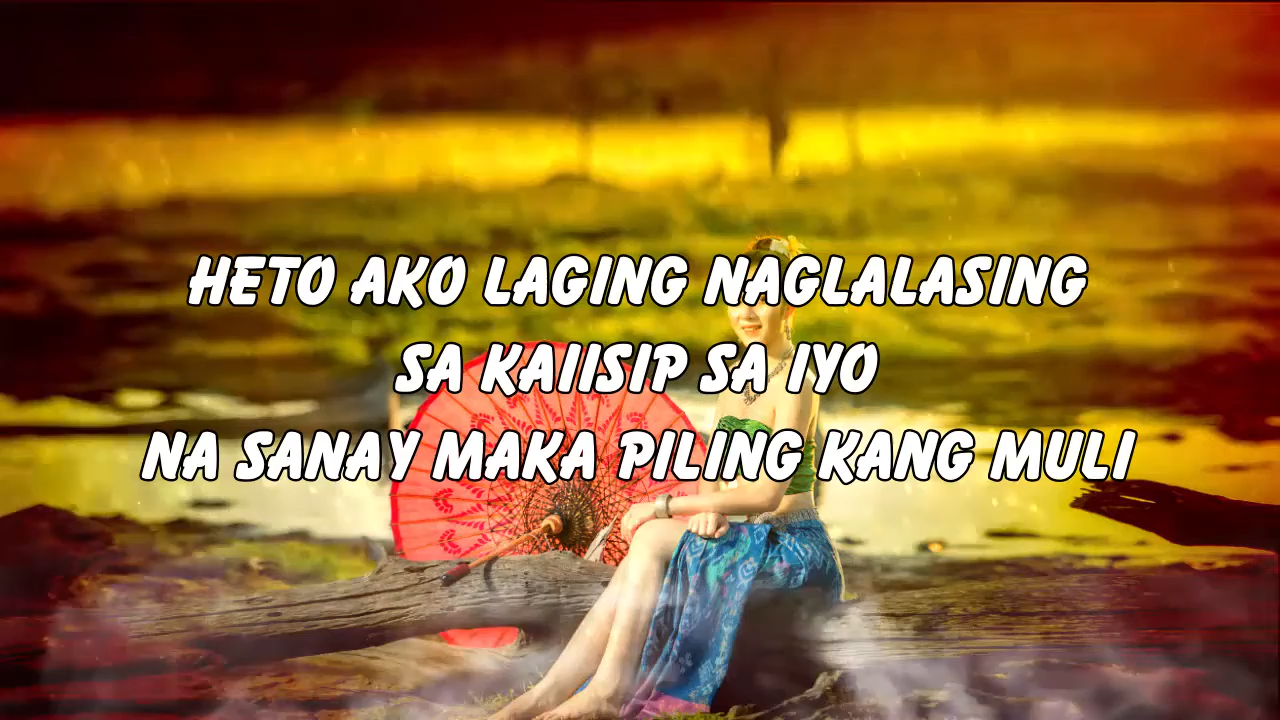 HETO AKO LAGING NAGLALASING
SA KAIISIP SA IYO
NA SANAY MAKA PILING KANG MULI